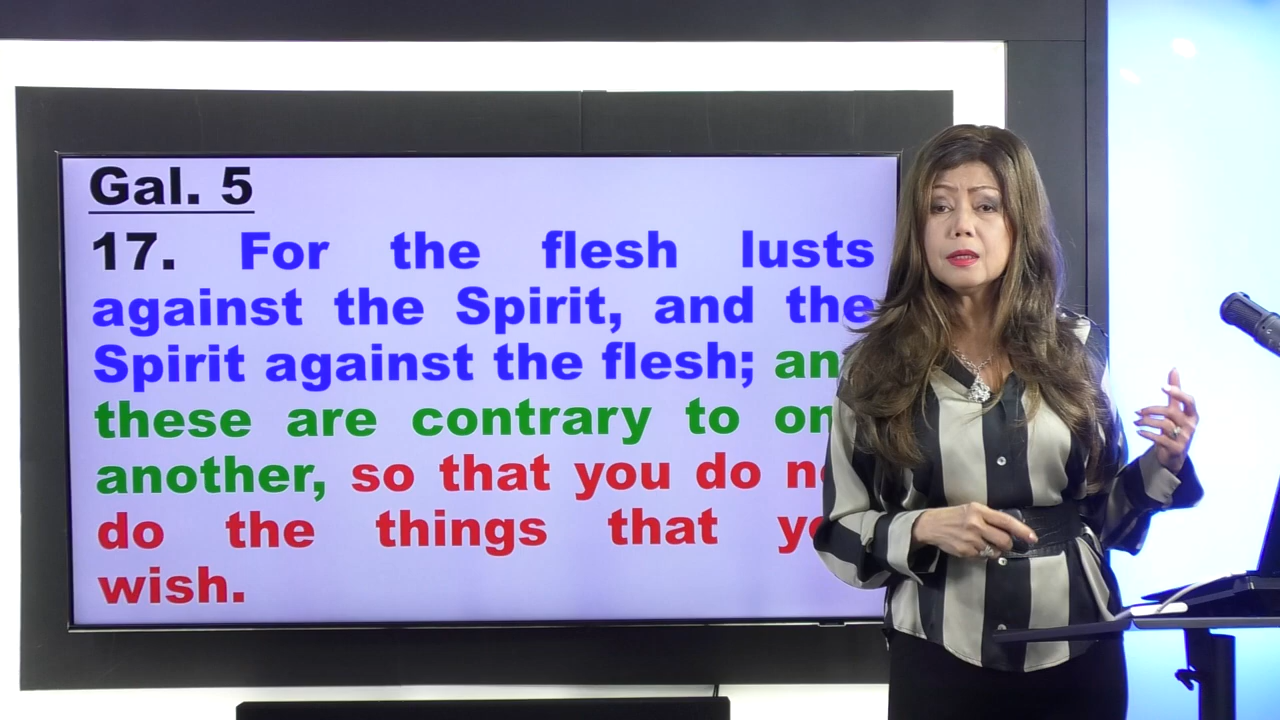 Gal. 5
17. For the flesh lusts
against the Spirit, and the
Spirit against the flesh;
these are contrary to
another, so that you do
do the things that
wish.